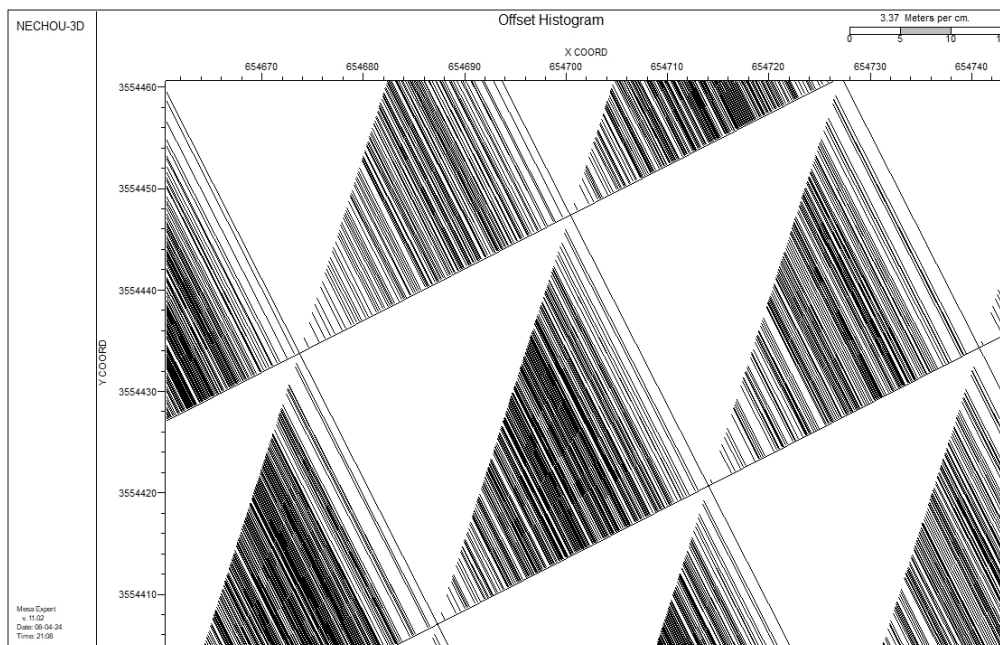 NECHOU-3D
Offset Histogram
3.37 Meters per cm.
0 5 10
X COORD
654670 654680 654690 654700 654710 654720 654730 654740
Y COORD
3554460
3554450
3554440
3554430
3554420
3554410
Mesa Expert
v. 11.02
Date: 08-04-24
Time: 21:08